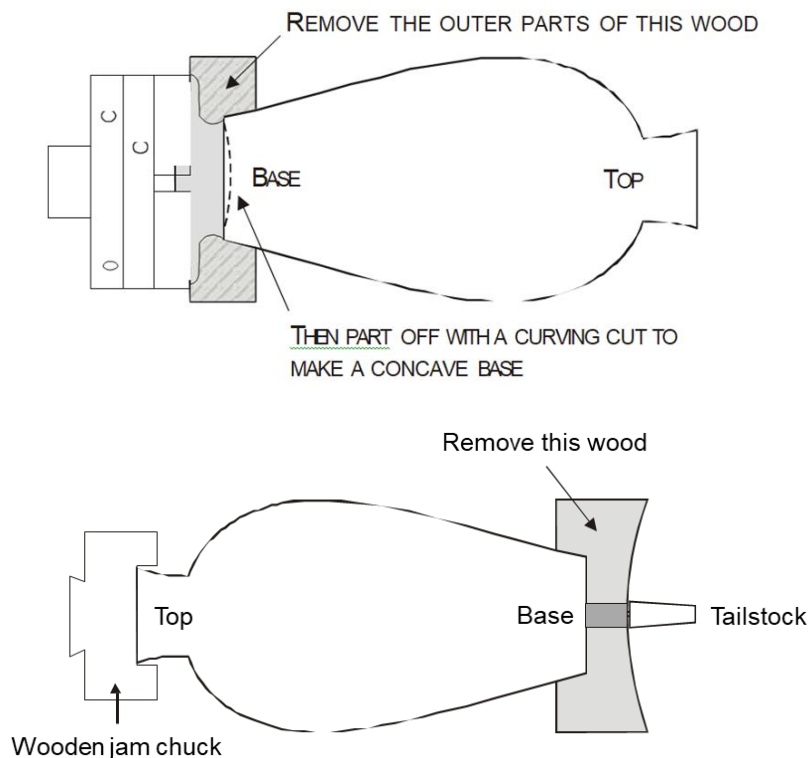 REMOVE THE OUTER PARTS OF THIS WOOD
C
C
O
BASE
TOP
THEN PART OFF WITH A CURVING CUT TO
MAKE A CONCAVE BASE
Remove this wood
Top
Base
Tailstock
Wooden jam chuck